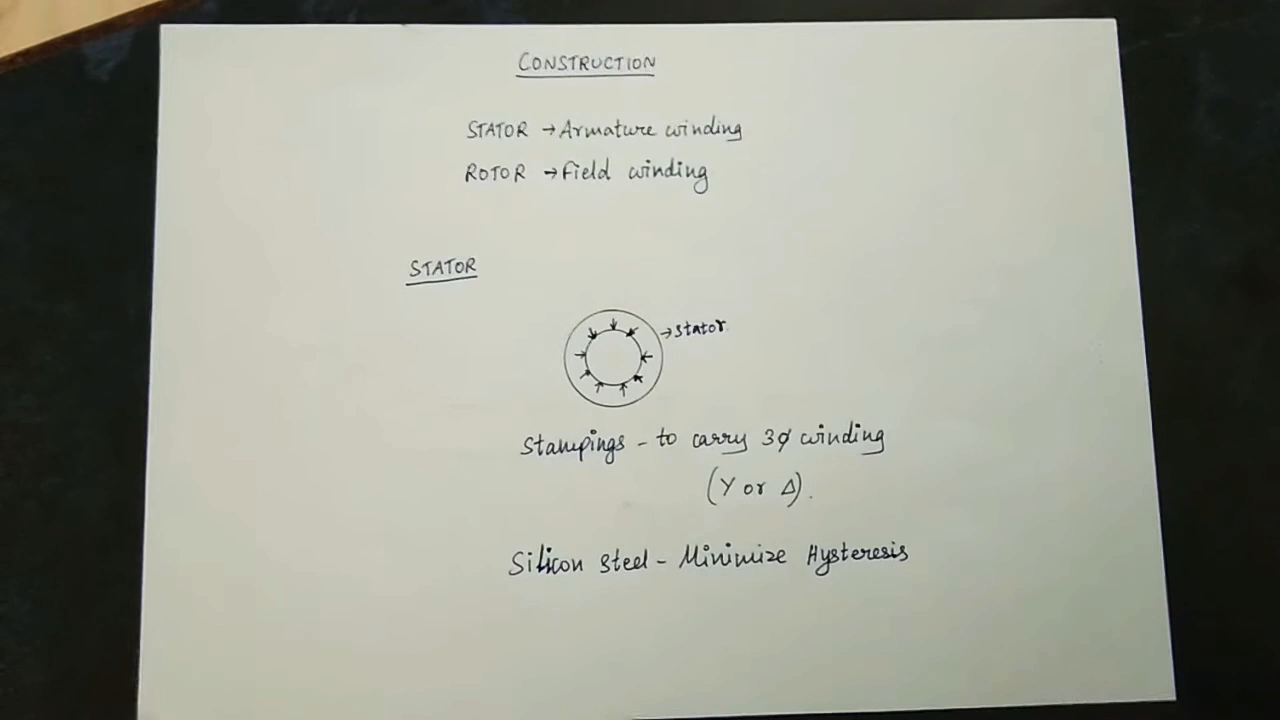 CONSTRUCTION
STATOR → Armature winding
ROTOR → Field winding
STATOR
→ Stator
Stampings - to carry 3φ winding
(Y or Δ).
Silicon Steel - Minimize Hysteresis